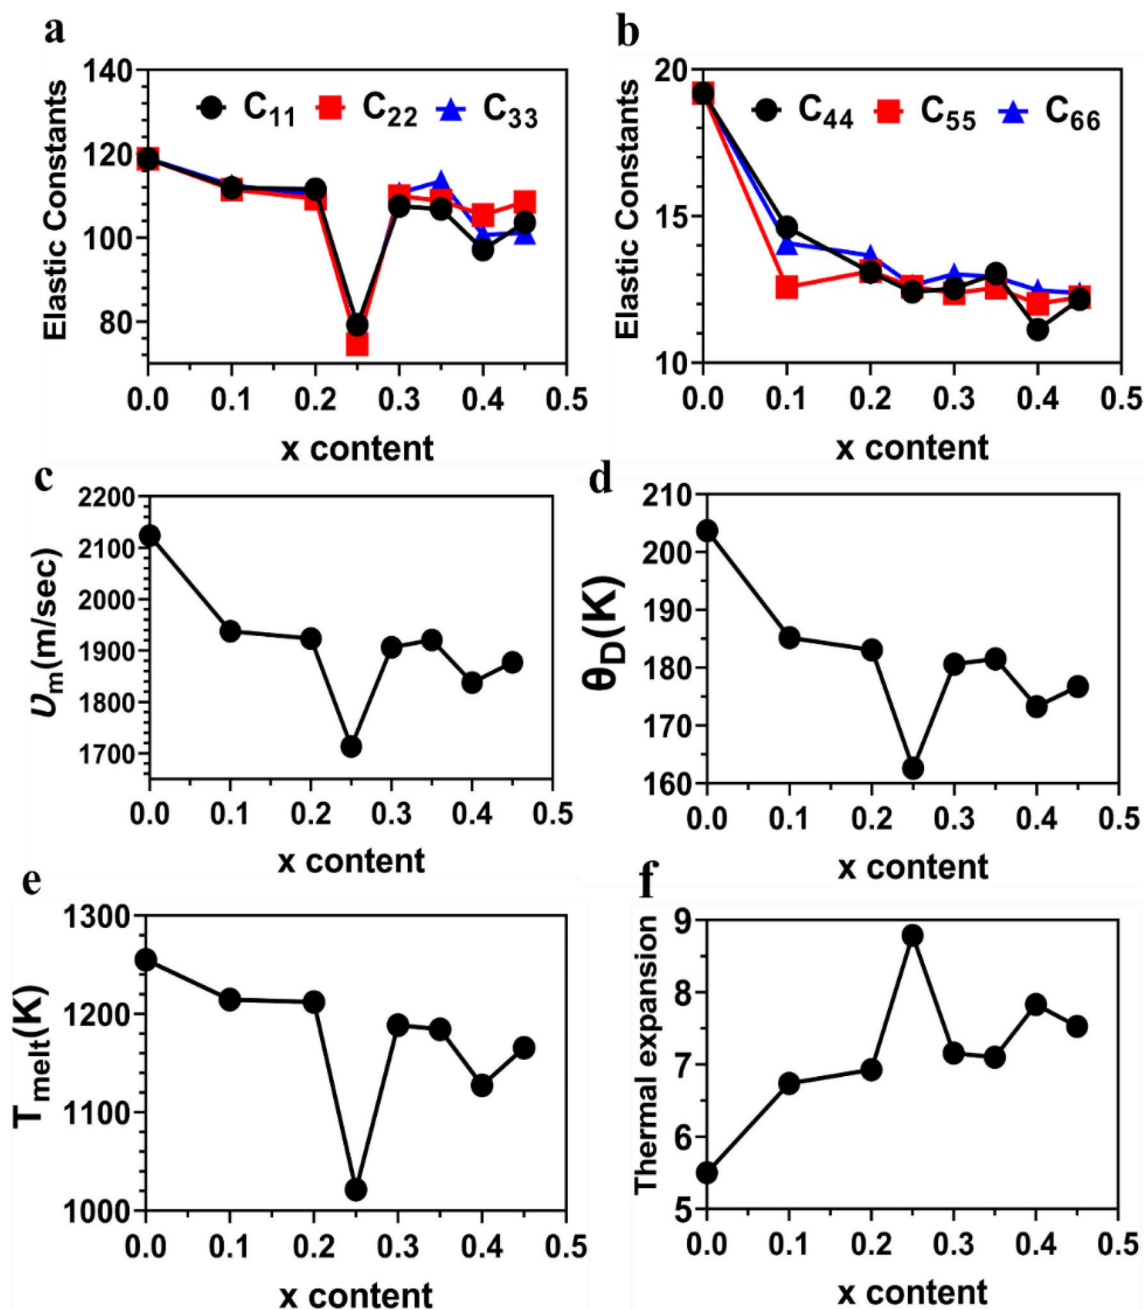 a
140
120
100
80
Elastic Constants
C11 C22 C33
0.0 0.1 0.2 0.3 0.4 0.5
x content
b
20
15
10
Elastic Constants
C44 C55 C66
0.0 0.1 0.2 0.3 0.4 0.5
x content
c
2200
2100
2000
1900
1800
1700
υm(m/sec)
0.0 0.1 0.2 0.3 0.4 0.5
x content
d
210
200
190
180
170
160
θD(K)
0.0 0.1 0.2 0.3 0.4 0.5
x content
e
1300
1200
1100
1000
Tmelt(K)
0.0 0.1 0.2 0.3 0.4 0.5
x content
f
9
8
7
6
5
Thermal expansion
0.0 0.1 0.2 0.3 0.4 0.5
x content